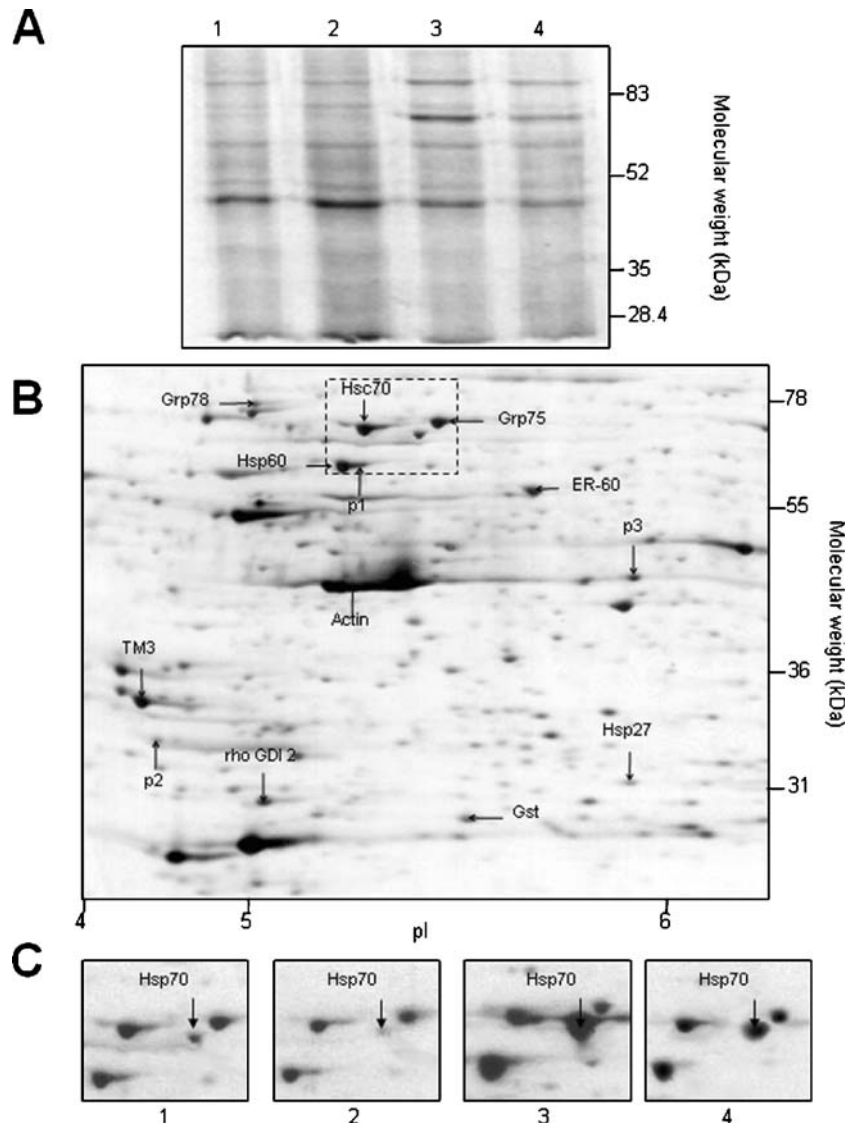 A
1 2 3 4
83
52
35
28.4
Molecular weight (kDa)
B
Grp78
Hsc70
Grp75
Hsp60
p1
ER-60
p3
Actin
TM3
p2
rho GDI 2
Hsp27
Gst
78
55
36
31
Molecular weight (kDa)
4 5 6
pI
C
Hsp70 Hsp70 Hsp70 Hsp70
1 2 3 4